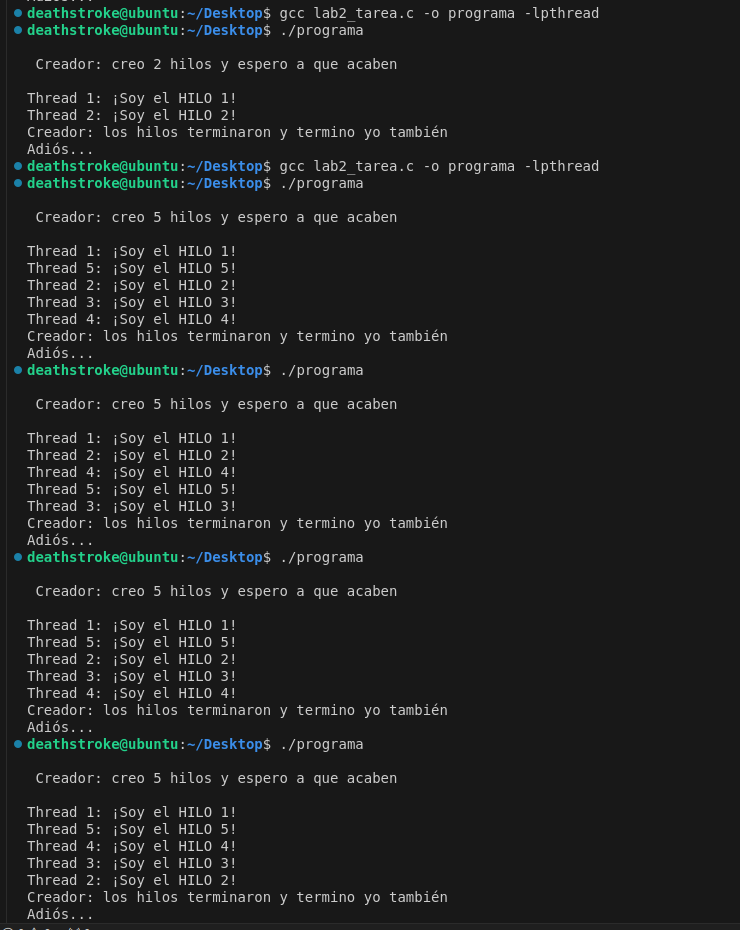 deathstroke@ubuntu:~/Desktop$ gcc lab2_tarea.c -o programa -lpthread
deathstroke@ubuntu:~/Desktop$ ./programa
Creador: creo 2 hilos y espero a que acaben
Thread 1: ¡Soy el HILO 1!
Thread 2: ¡Soy el HILO 2!
Creador: los hilos terminaron y termino yo también
Adiós...
deathstroke@ubuntu:~/Desktop$ gcc lab2_tarea.c -o programa -lpthread
deathstroke@ubuntu:~/Desktop$ ./programa
Creador: creo 5 hilos y espero a que acaben
Thread 1: ¡Soy el HILO 1!
Thread 5: ¡Soy el HILO 5!
Thread 2: ¡Soy el HILO 2!
Thread 3: ¡Soy el HILO 3!
Thread 4: ¡Soy el HILO 4!
Creador: los hilos terminaron y termino yo también
Adiós...
deathstroke@ubuntu:~/Desktop$ ./programa
Creador: creo 5 hilos y espero a que acaben
Thread 1: ¡Soy el HILO 1!
Thread 2: ¡Soy el HILO 2!
Thread 4: ¡Soy el HILO 4!
Thread 5: ¡Soy el HILO 5!
Thread 3: ¡Soy el HILO 3!
Creador: los hilos terminaron y termino yo también
Adiós...
deathstroke@ubuntu:~/Desktop$ ./programa
Creador: creo 5 hilos y espero a que acaben
Thread 1: ¡Soy el HILO 1!
Thread 5: ¡Soy el HILO 5!
Thread 2: ¡Soy el HILO 2!
Thread 3: ¡Soy el HILO 3!
Thread 4: ¡Soy el HILO 4!
Creador: los hilos terminaron y termino yo también
Adiós...
deathstroke@ubuntu:~/Desktop$ ./programa
Creador: creo 5 hilos y espero a que acaben
Thread 1: ¡Soy el HILO 1!
Thread 5: ¡Soy el HILO 5!
Thread 4: ¡Soy el HILO 4!
Thread 3: ¡Soy el HILO 3!
Thread 2: ¡Soy el HILO 2!
Creador: los hilos terminaron y termino yo también
Adiós...